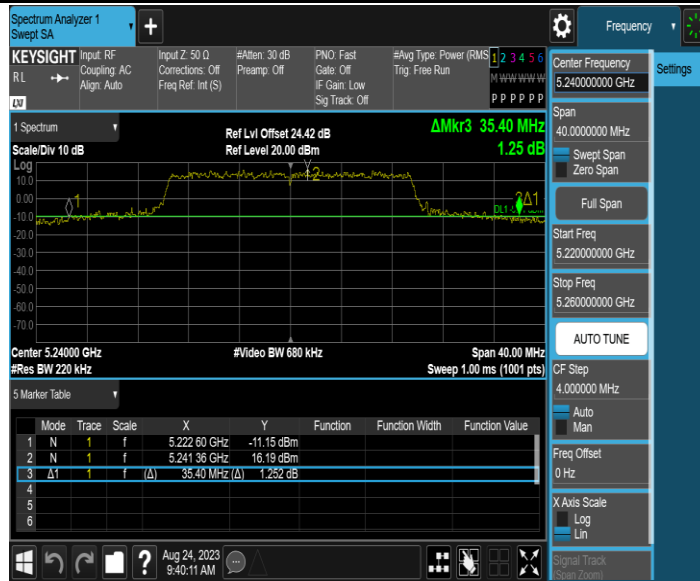 Spectrum Analyzer 1
Swept SA
Frequency
KEYSIGHT
RL
LXI
Input: RF
Coupling: AC
Align: Auto
Input Z: 50 Ω
Corrections: Off
Freq Ref: Int (S)
#Atten: 30 dB
Preamp: Off
PNO: Fast
Gate: Off
IF Gain: Low
Sig Track: Off
#Avg Type: Power (RMS
Trig: Free Run
1 2 3 4 5 6
M W W W W W
P P P P P P
Center Frequency
5.240000000 GHz
Settings
Span
40.0000000 MHz
Swept Span
Zero Span
Full Span
Start Freq
5.220000000 GHz
Stop Freq
5.260000000 GHz
AUTO TUNE
CF Step
4.000000 MHz
Auto
Man
Freq Offset
0 Hz
X Axis Scale
Log
Lin
Signal Track
(Span Zoom)
1 Spectrum
Scale/Div 10 dB
Ref Lvl Offset 24.42 dB
Ref Level 20.00 dBm
ΔMkr3 35.40 MHz
1.25 dB
Log
10.0
0.00
-10.0
-20.0
-30.0
-40.0
-50.0
-60.0
-70.0
1
2
3Δ1
Center 5.24000 GHz
#Video BW 680 kHz
Span 40.00 MHz
#Res BW 220 kHz
Sweep 1.00 ms (1001 pts)
5 Marker Table
Mode Trace Scale X Y Function Function Width Function Value
1 N 1 f 5.222 60 GHz -11.15 dBm
2 N 1 f 5.241 36 GHz 16.19 dBm
3 Δ1 1 f (Δ) 35.40 MHz (Δ) 1.252 dB
4
5
6
?
Aug 24, 2023
9:40:11 AM